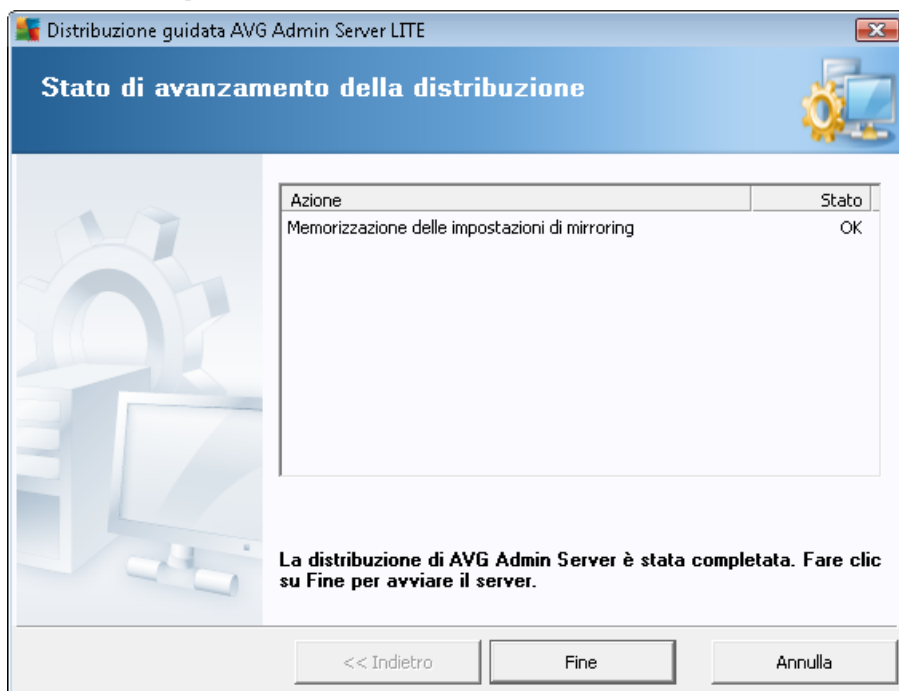 Distribuzione guidata AVG Admin Server LITE
Stato di avanzamento della distribuzione
Azione Stato
Memorizzazione delle impostazioni di mirroring OK
La distribuzione di AVG Admin Server è stata completata. Fare clic
su Fine per avviare il server.
<< Indietro Fine Annulla